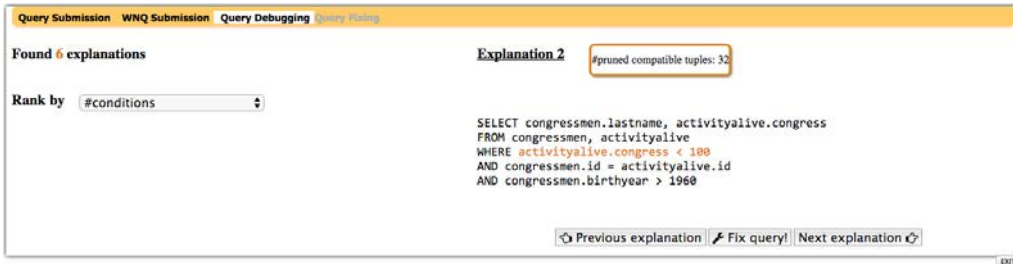 Query Submission WNQ Submission Query Debugging Query Fixing
Found 6 explanations
Explanation 2
#pruned compatible tuples: 32
Rank by
#conditions
SELECT congressmen.lastname, activityalive.congress
FROM congressmen, activityalive
WHERE activityalive.congress < 100
AND congressmen.id = activityalive.id
AND congressmen.birthyear > 1960
Previous explanation Fix query! Next explanation